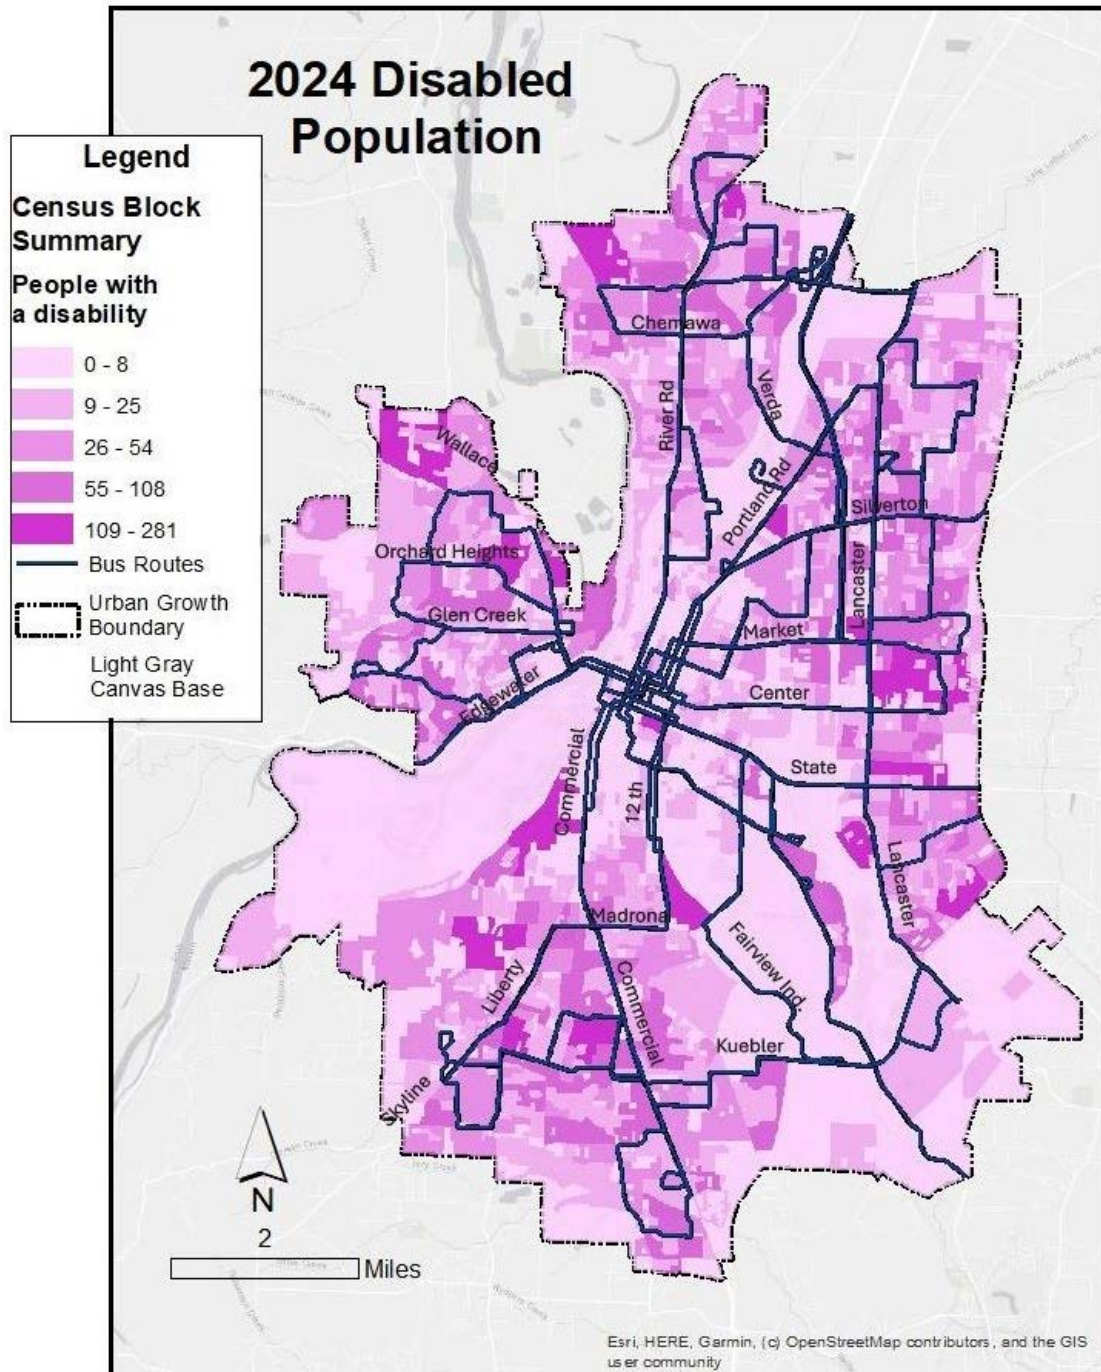 2024 Disabled
Population
Legend
Census Block
Summary
People with
a disability
0 - 8
9 - 25
26 - 54
55 - 108
109 - 281
Bus Routes
Urban Growth
Boundary
Light Gray
Canvas Base
Chemawa
River Rd
Verda
Portland Rd
Wallace
Silverton
Lancaster
Orchard Heights
Glen Creek
Market
Edgewater
Center
State
Commercial
12 th
Lancaster
Madrona
Fairview Ind.
Liberty
Commercial
Kuebler
Skyline
N
2
Miles
Esri, HERE, Garmin, (c) OpenStreetMap contributors, and the GIS
user community